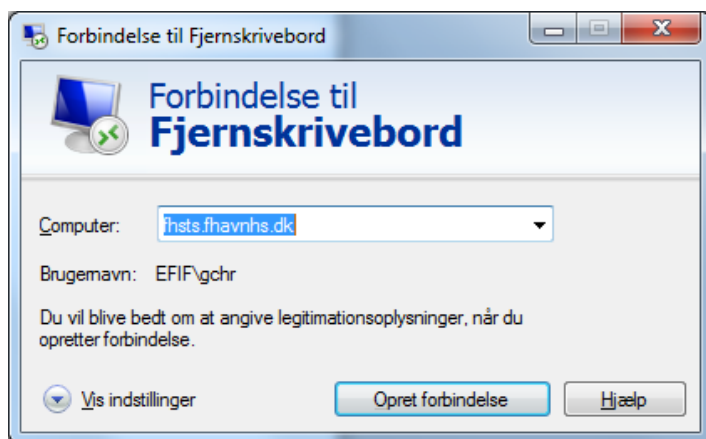 Forbindelse til Fjernskrivebord
Forbindelse til
Fjernskrivebord
Computer: fhsts.fhavnhs.dk
Brugernavn: EFIF\gchr
Du vil blive bedt om at angive legitimationsoplysninger, når du
opretter forbindelse.
Vis indstillinger Opret forbindelse Hjælp